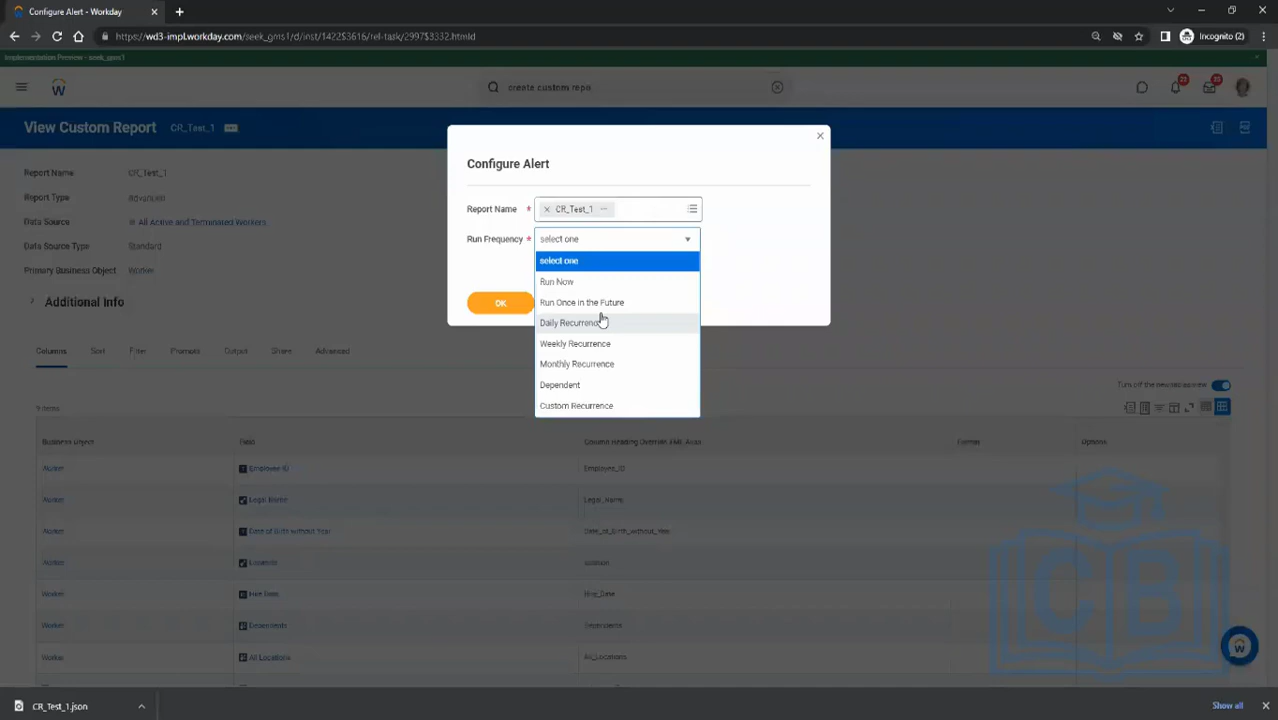 Configure Alert - Workday
https://wd3-impl.workday.com/seek_gms1/d/inst/1422$3616/rel-task/2997$3332.htmld
Incognito (2)
Implementation Preview - seek_gms1
create custom repo
View Custom Report
CR_Test_1
Report Name
CR_Test_1
Report Type
Advanced
Data Source
All Active and Terminated Workers
Data Source Type
Standard
Primary Business Object
Worker
Additional Info
Configure Alert
Report Name *
CR_Test_1
Run Frequency *
select one
select one
Run Now
Run Once in the Future
Daily Recurrence
Weekly Recurrence
Monthly Recurrence
Dependent
Custom Recurrence
OK
Columns
Sort
Filter
Prompts
Output
Share
Advanced
9 items
Business Object
Field
Column Heading Override XML Alias
Format
Options
Worker
Employee ID
Employee_ID
Worker
Legal Name
Legal_Name
Worker
Date of Birth without Year
Date_of_Birth_without_Year
Worker
Location
Worker
Hire Date
Hire_Date
Worker
Dependents
Dependents
Worker
All Locations
All_Locations
CB
CR_Test_1.json
Show all